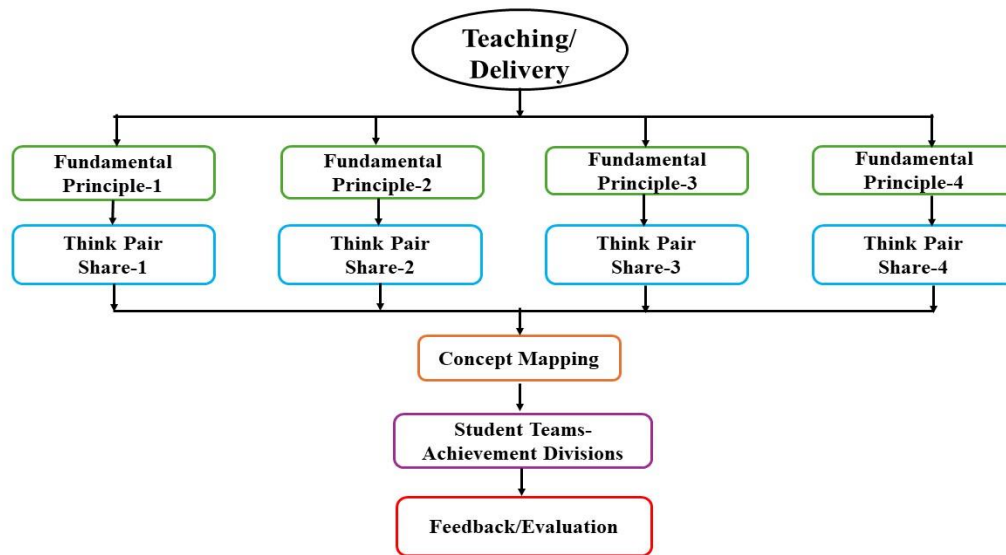 Teaching/
Delivery
Fundamental
Principle-1
Fundamental
Principle-2
Fundamental
Principle-3
Fundamental
Principle-4
Think Pair
Share-1
Think Pair
Share-2
Think Pair
Share-3
Think Pair
Share-4
Concept Mapping
Student Teams-
Achievement Divisions
Feedback/Evaluation